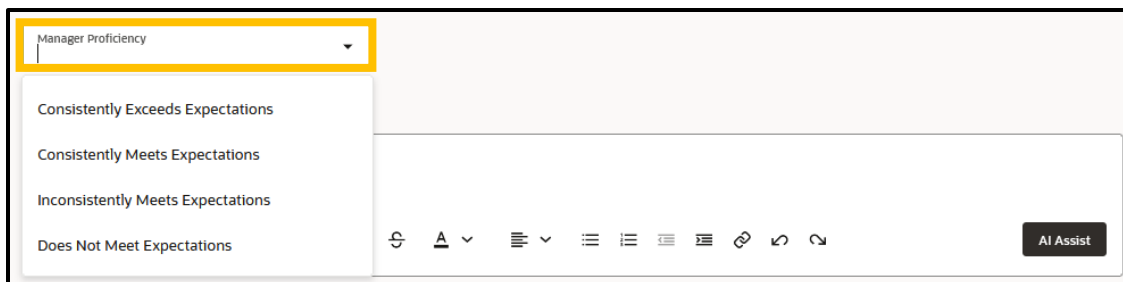 Manager Proficiency
Consistently Exceeds Expectations
Consistently Meets Expectations
Inconsistently Meets Expectations
Does Not Meet Expectations
AI Assist